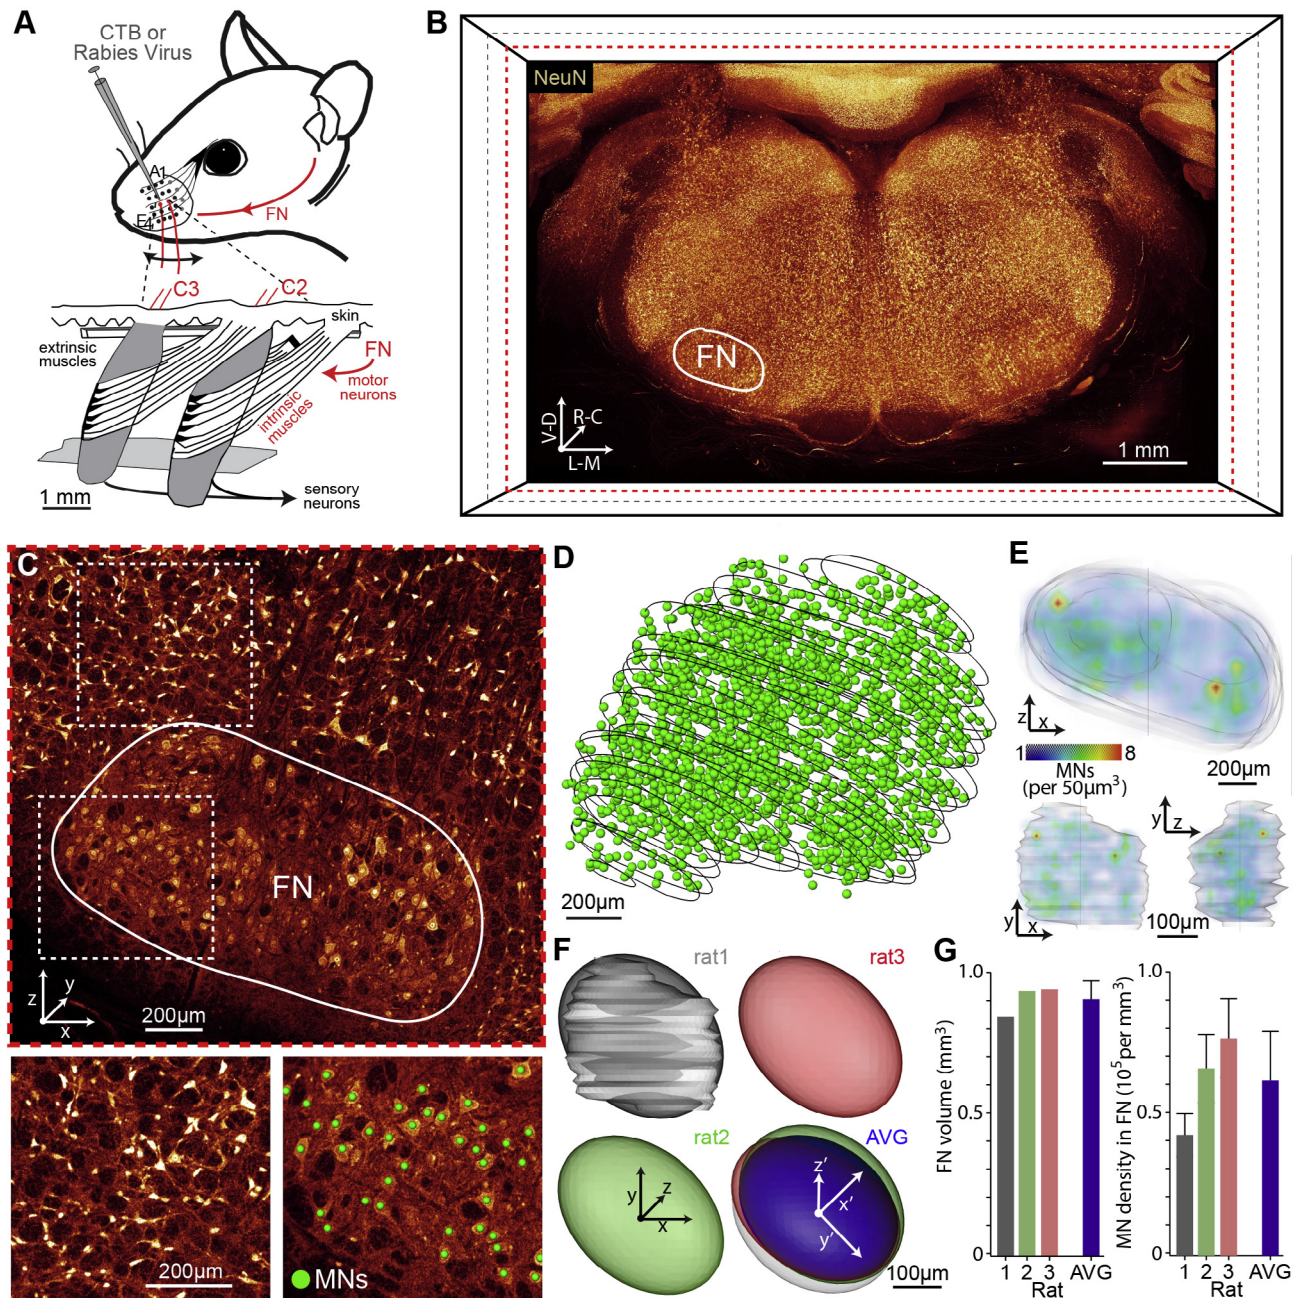 A
CTB or
Rabies Virus
A1
E4
FN
C3
C2
skin
extrinsic
muscles
FN
motor
neurons
intrinsic
muscles
1 mm
sensory
neurons
B
NeuN
FN
V-D
R-C
L-M
1 mm
C
FN
z
y
x
200µm
200µm
MNs
D
200µm
E
z
x
1
8
MNs
(per 50µm³)
200µm
y
z
y
x
100µm
F
rat1
rat3
rat2
AVG
y
z
x
z'
x'
y'
100µm
G
FN volume (mm³)
1.0
0.5
0
1 2 3 AVG
Rat
MN density in FN (10⁵ per mm³)
1.0
0.5
0
1 2 3 AVG
Rat